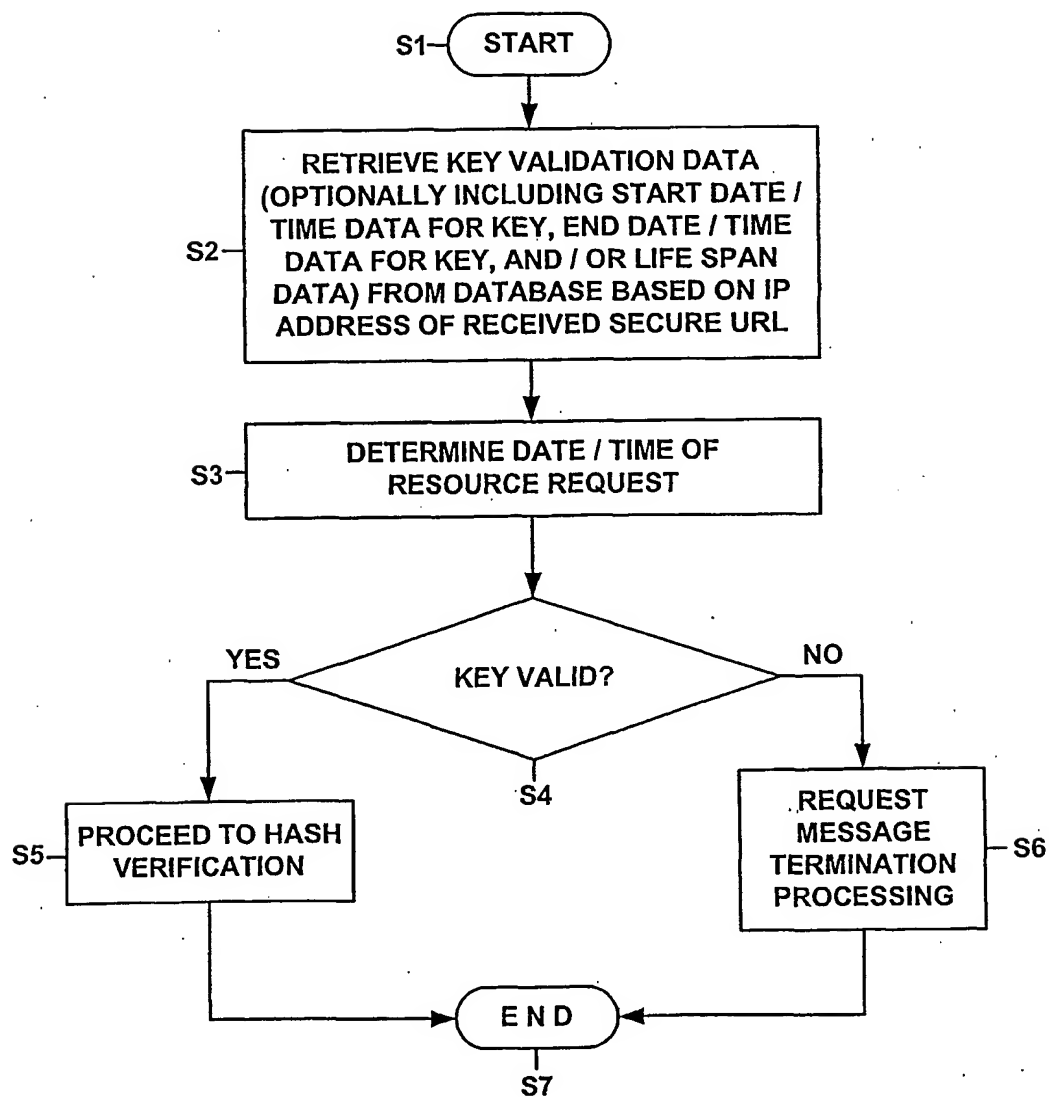 S1
START
S2
RETRIEVE KEY VALIDATION DATA
(OPTIONALLY INCLUDING START DATE /
TIME DATA FOR KEY, END DATE / TIME
DATA FOR KEY, AND / OR LIFE SPAN
DATA) FROM DATABASE BASED ON IP
ADDRESS OF RECEIVED SECURE URL
S3
DETERMINE DATE / TIME OF
RESOURCE REQUEST
YES
KEY VALID?
NO
S4
S5
PROCEED TO HASH
VERIFICATION
REQUEST
MESSAGE
TERMINATION
PROCESSING
S6
E N D
S7